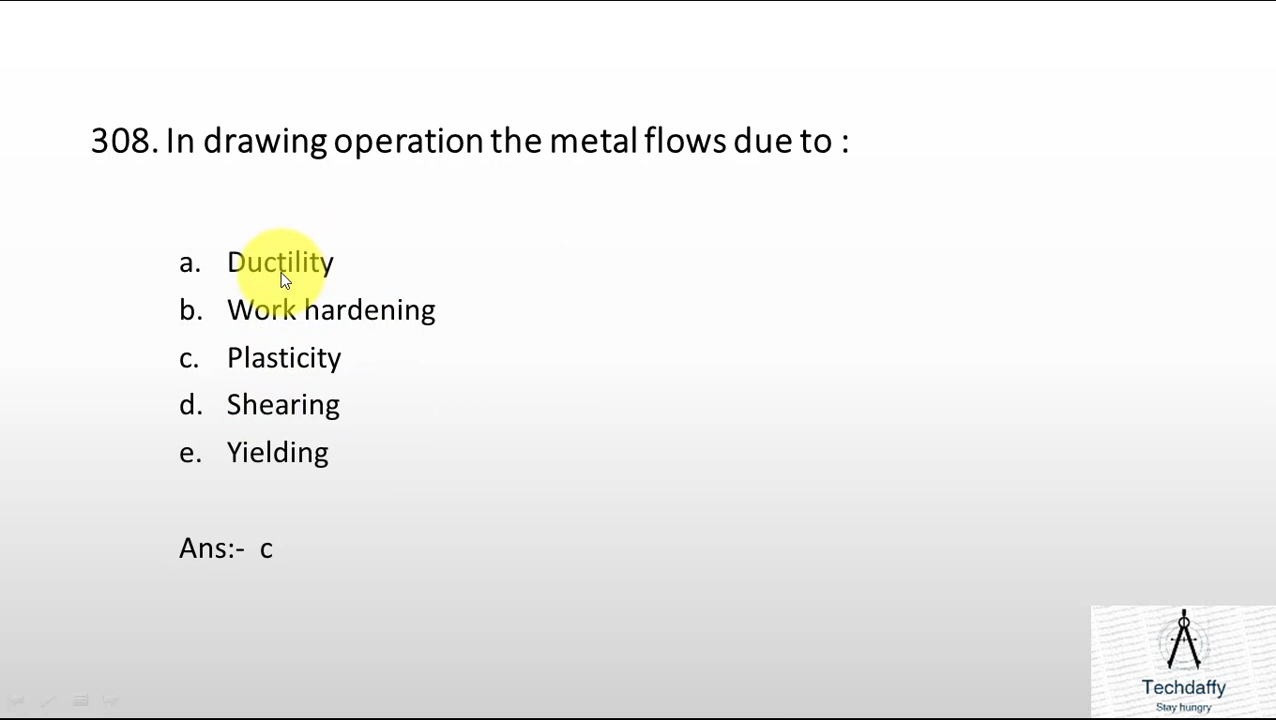 308. In drawing operation the metal flows due to :
a. Ductility
b. Work hardening
c. Plasticity
d. Shearing
e. Yielding
Ans:- c
Techdaffy
Stay hungry